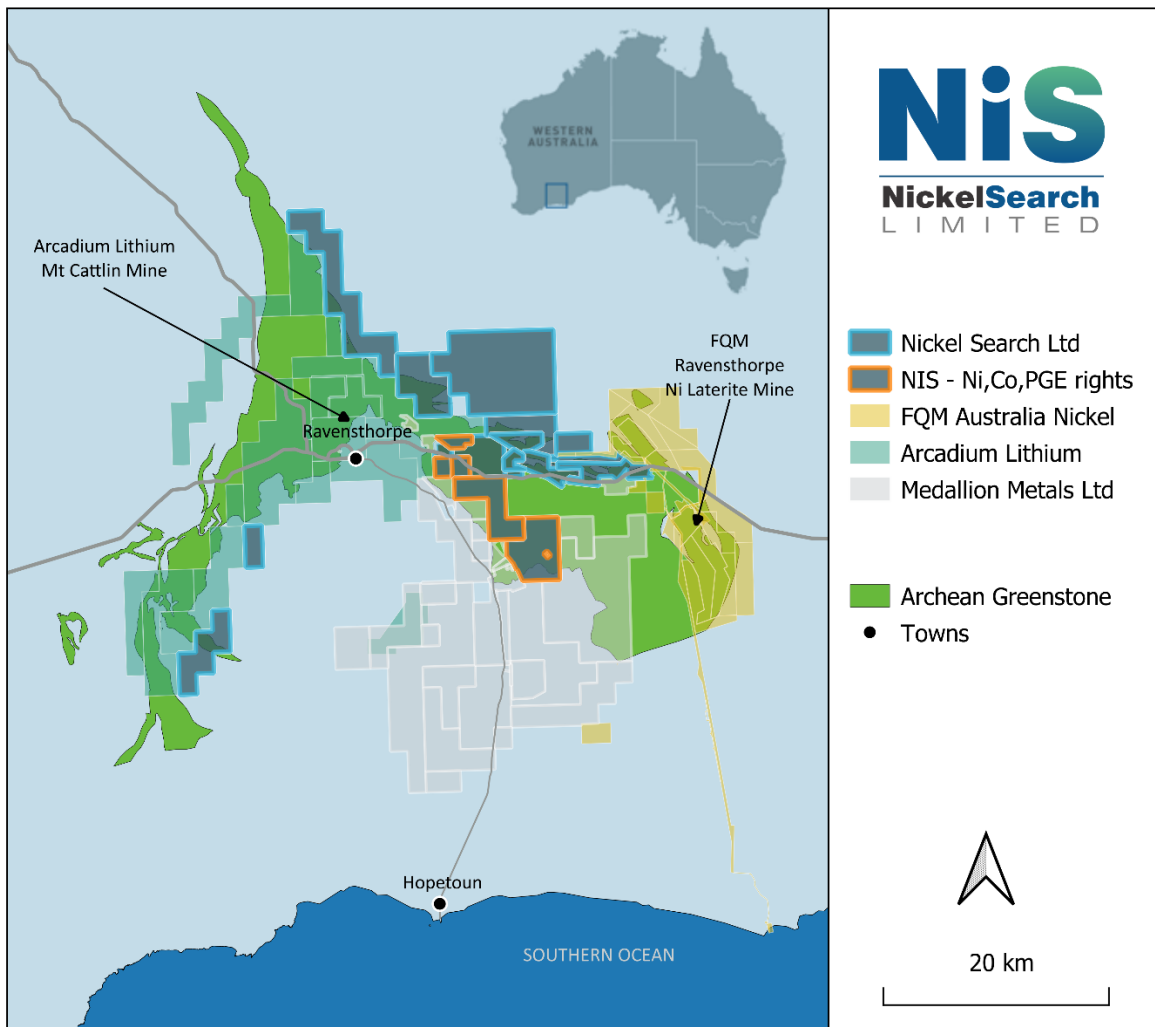 WESTERN
AUSTRALIA
Arcadium Lithium
Mt Cattlin Mine
FQM
Ravensthorpe
Ni Laterite Mine
Ravensthorpe
Hopetoun
SOUTHERN OCEAN
NiS
NickelSearch
LIMITED
Nickel Search Ltd
NIS - Ni,Co,PGE rights
FQM Australia Nickel
Arcadium Lithium
Medallion Metals Ltd
Archean Greenstone
Towns
20 km